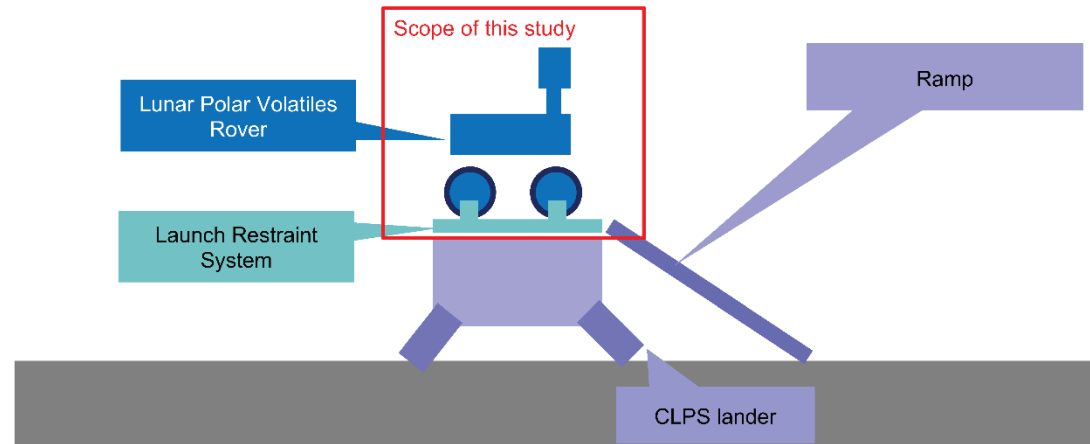 Scope of this study
Lunar Polar Volatiles
Rover
Ramp
Launch Restraint
System
CLPS lander